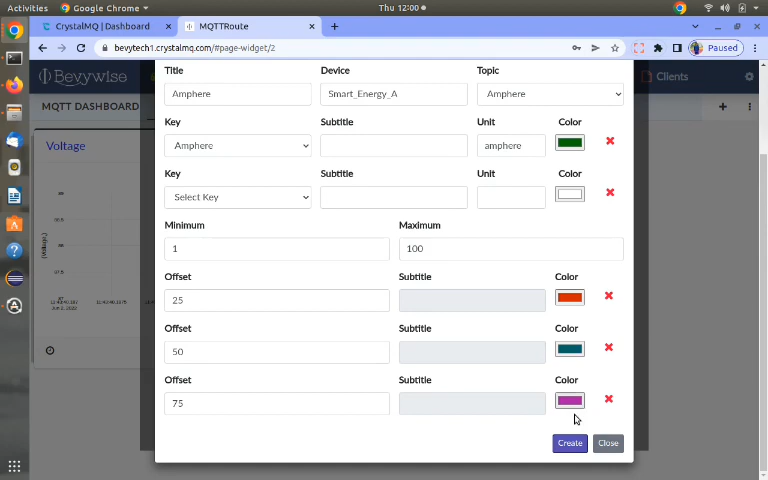 Activities Google Chrome Thu 12:00
CrystalMQ | Dashboard MQTTRoute
bevytech1.crystalmq.com/#page-widget/2 Paused
Bevywise Clients
MQTT DASHBOARD
Voltage
Title Device Topic
Amphere Smart_Energy_A Amphere
Key Subtitle Unit Color
Amphere amphere
Key Subtitle Unit Color
Select Key
Minimum Maximum
1 100
Offset Subtitle Color
25
Offset Subtitle Color
50
Offset Subtitle Color
75
Create Close